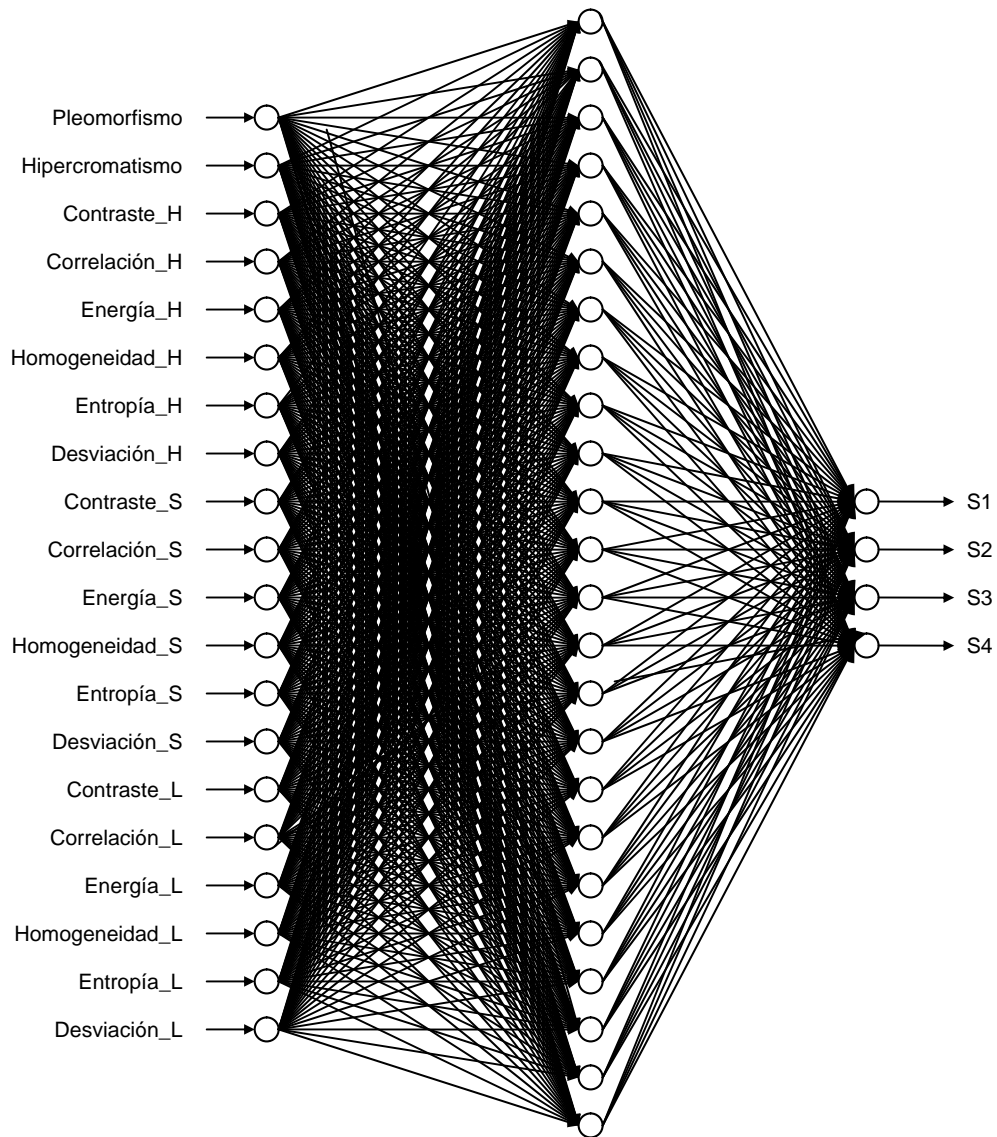 Pleomorfismo
Hipercromatismo
Contraste_H
Correlación_H
Energía_H
Homogeneidad_H
Entropía_H
Desviación_H
Contraste_S
Correlación_S
Energía_S
Homogeneidad_S
Entropía_S
Desviación_S
Contraste_L
Correlación_L
Energía_L
Homogeneidad_L
Entropía_L
Desviación_L
S1
S2
S3
S4